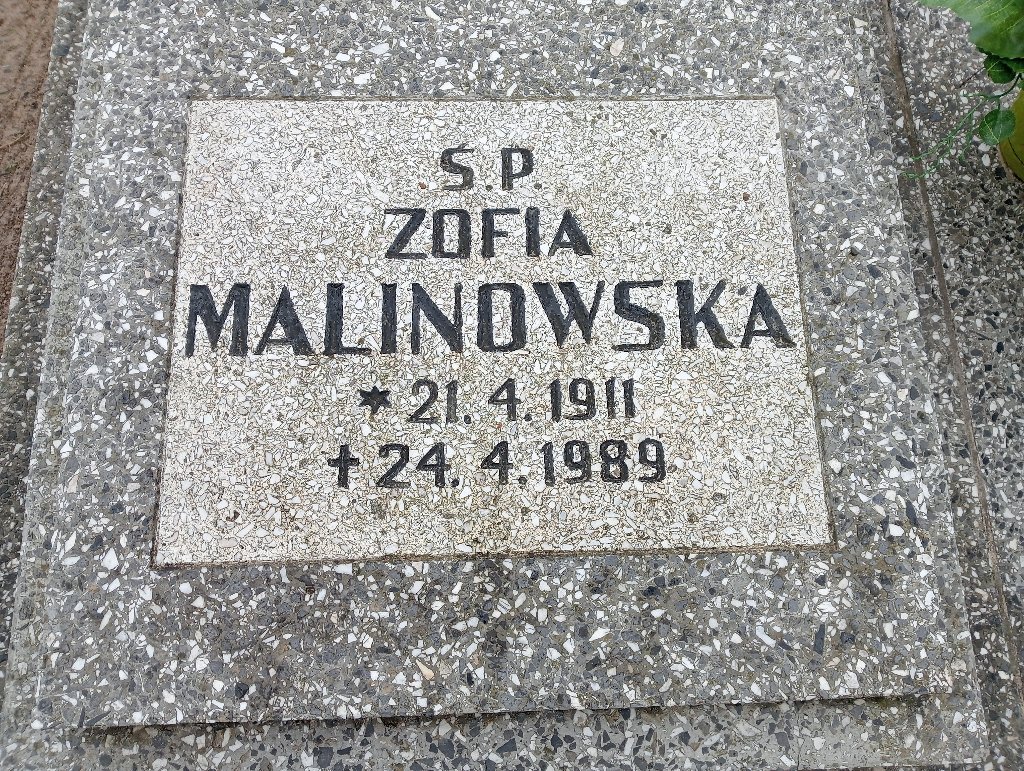 Ś.P.
ZOFIA
MALINOWSKA
* 21.4.1911
✝ 24.4.1989